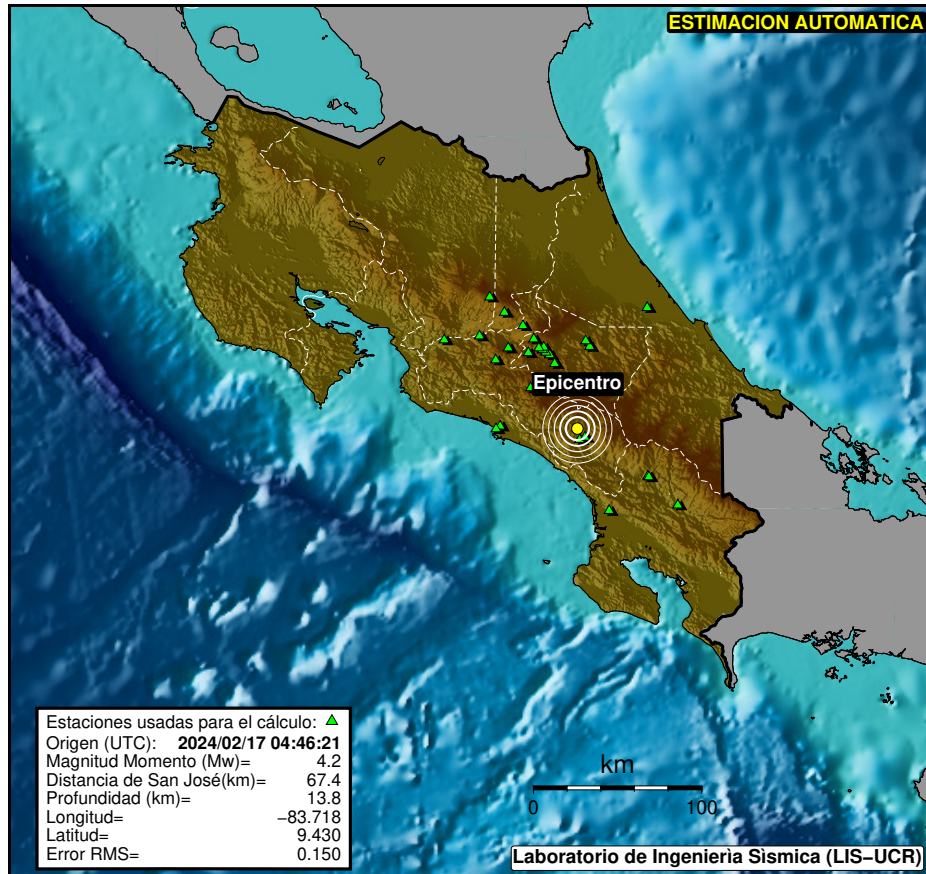 ESTIMACION AUTOMATICA
Epicentro
Estaciones usadas para el cálculo:
Origen (UTC): 2024/02/17 04:46:21
Magnitud Momento (Mw)= 4.2
Distancia de San José(km)= 67.4
Profundidad (km)= 13.8
Longitud= −83.718
Latitud= 9.430
Error RMS= 0.150
km
0 100
Laboratorio de Ingenierìa Sìsmica (LIS−UCR)